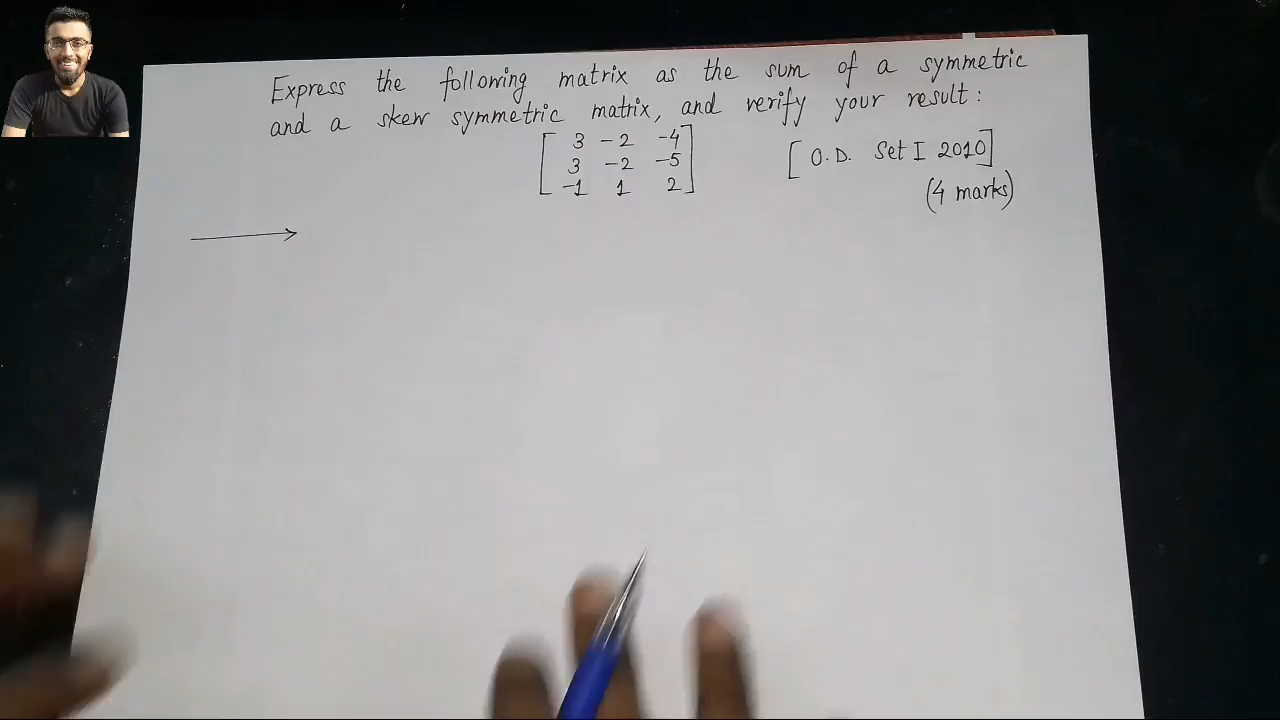 Express the following matrix as the sum of a symmetric
and a skew symmetric matrix, and verify your result:
3 -2 -4
3 -2 -5
-1 1 2
[O.D. Set I 2010]
(4 marks)